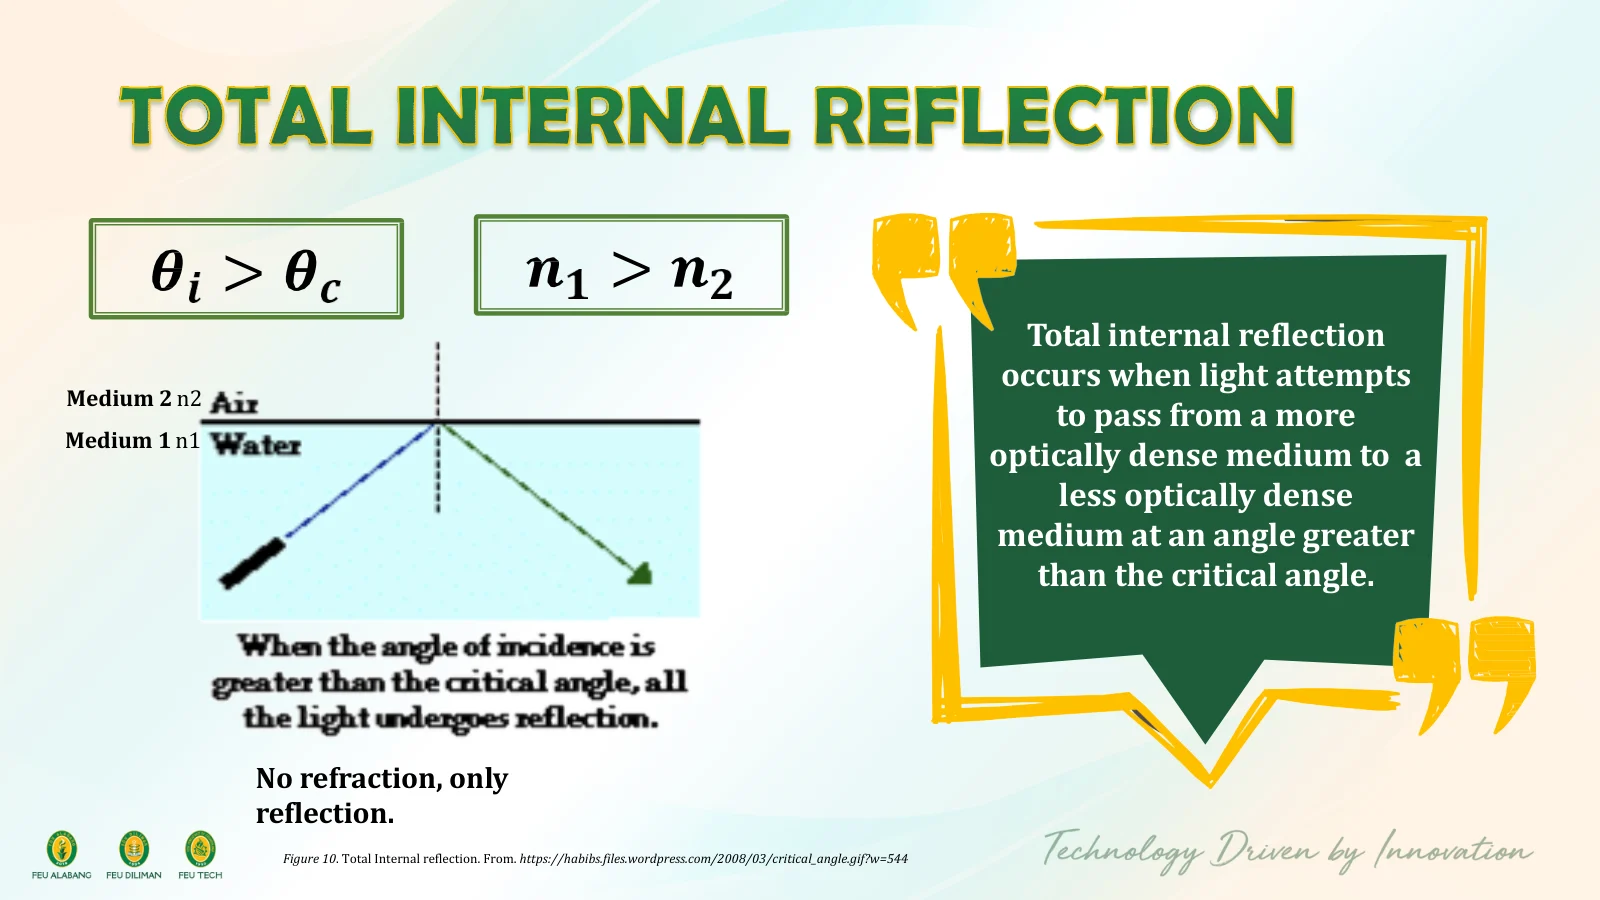 TOTAL INTERNAL REFLECTION
θi > θc
n1 > n2
Medium 2 n2
Air
Medium 1 n1
Water
When the angle of incidence is
greater than the critical angle, all
the light undergoes reflection.
No refraction, only
reflection.
Total internal reflection
occurs when light attempts
to pass from a more
optically dense medium to a
less optically dense
medium at an angle greater
than the critical angle.
FEU ALABANG
FEU DILIMAN
FEU TECH
Figure 10. Total Internal reflection. From. https://habibs.files.wordpress.com/2008/03/critical_angle.gif?w=544
Technology Driven by Innovation